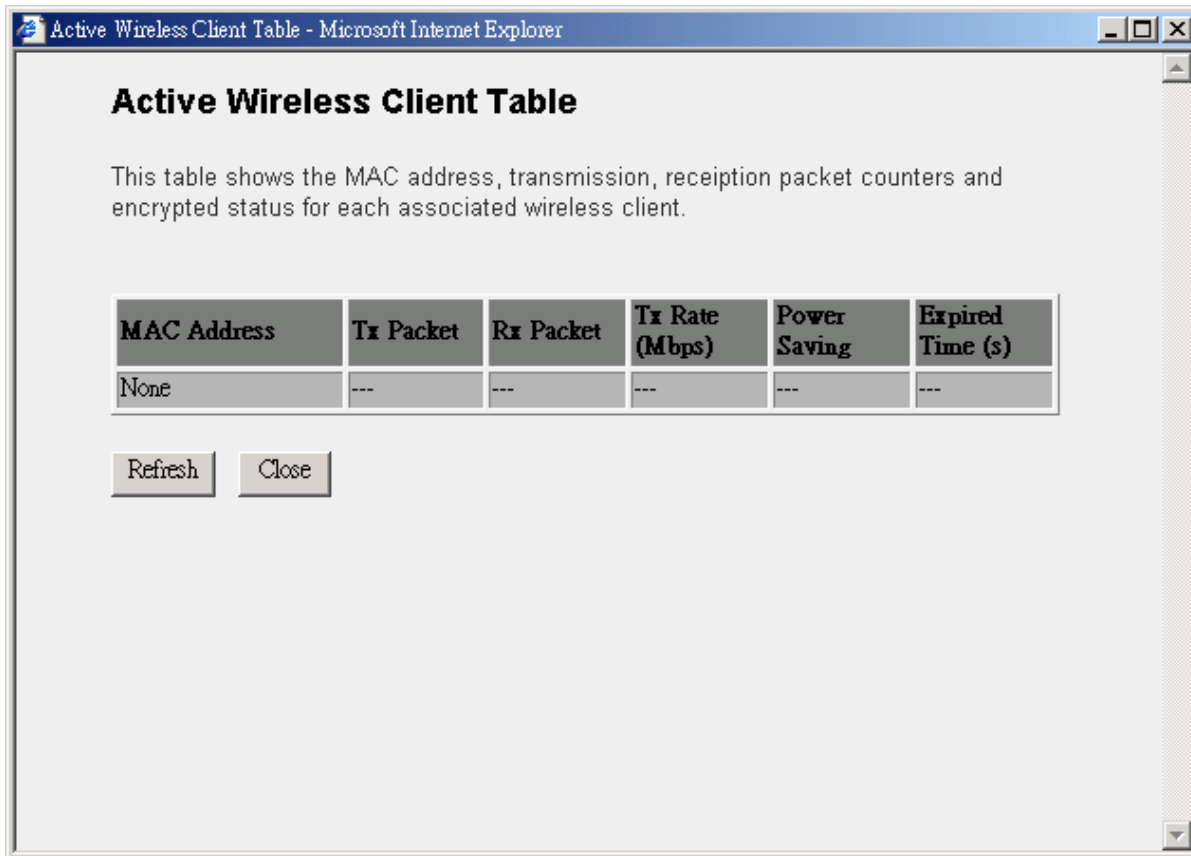 Active Wireless Client Table - Microsoft Internet Explorer
Active Wireless Client Table
This table shows the MAC address, transmission, receiption packet counters and
encrypted status for each associated wireless client.
MAC Address Tx Packet Rx Packet Tx Rate (Mbps) Power Saving Expired Time (s)
None --- --- --- --- ---
Refresh Close